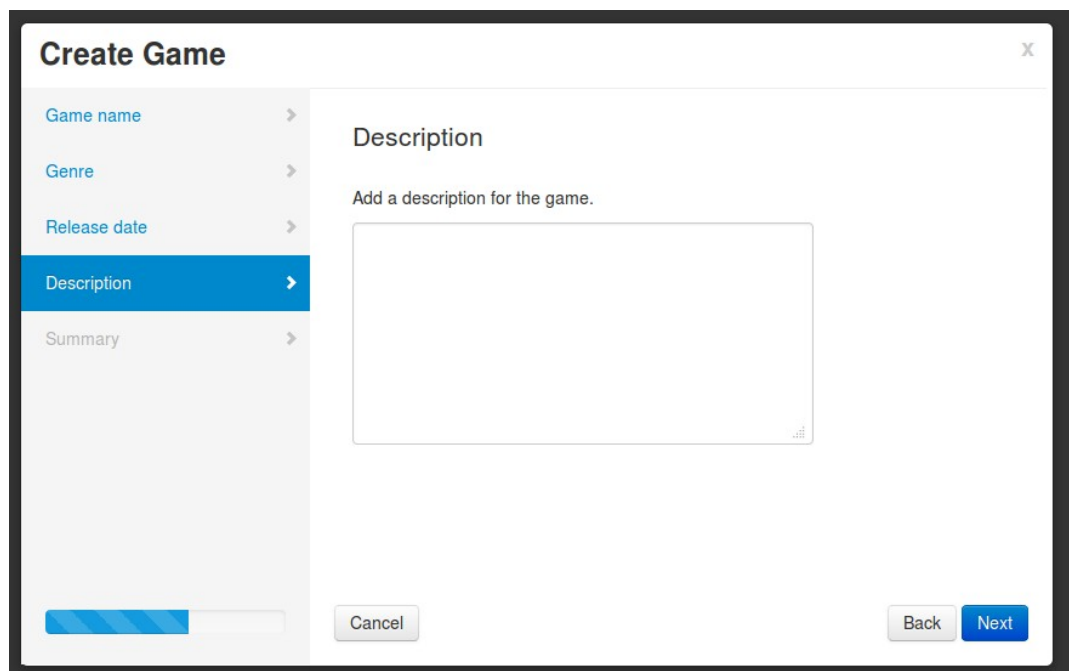 Create Game
x
Game name
Genre
Release date
Description
Summary
Description
Add a description for the game.
Cancel
Back
Next